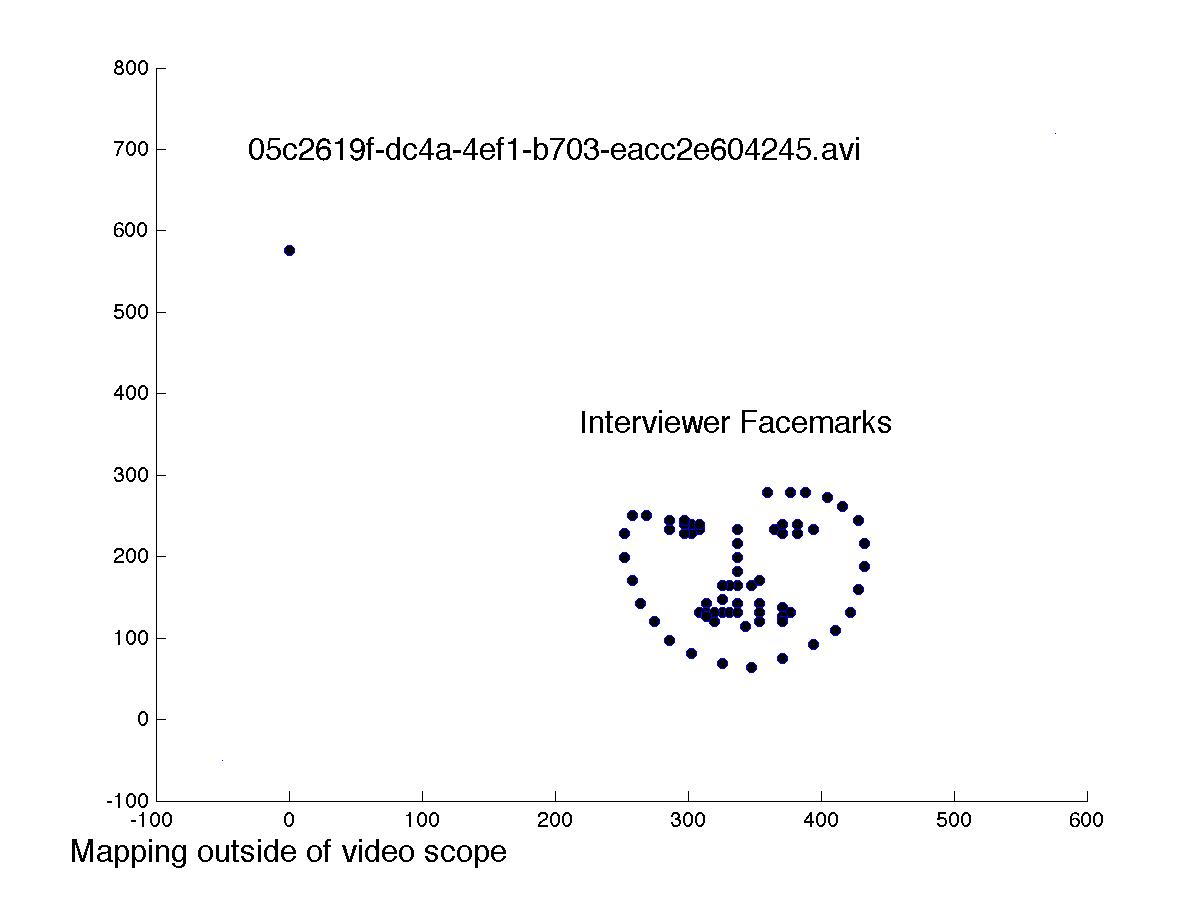 800
700
05c2619f-dc4a-4ef1-b703-eacc2e604245.avi
600
500
400
Interviewer Facemarks
300
200
100
0
-100
-100 0 100 200 300 400 500 600
Mapping outside of video scope